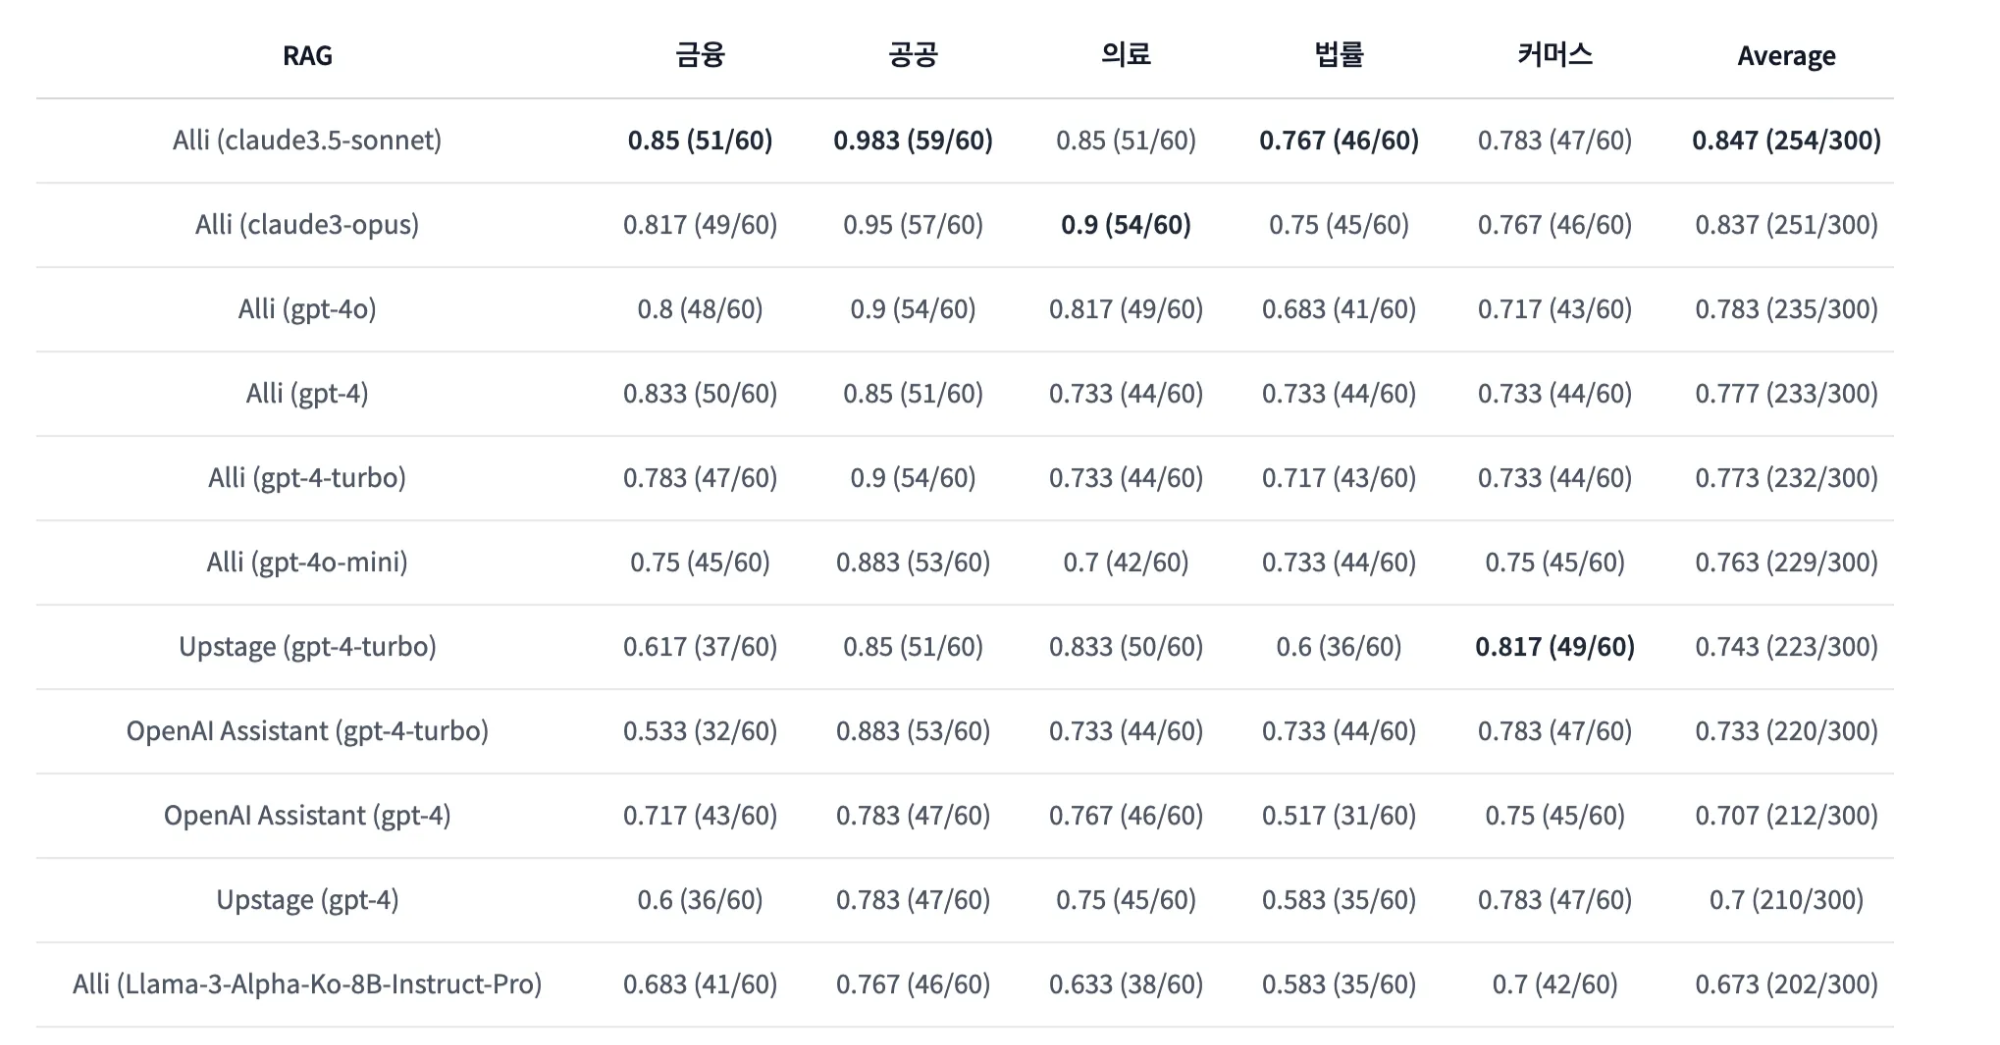 RAG 금융 공공 의료 법률 커머스 Average
Alli (claude3.5-sonnet) 0.85 (51/60) 0.983 (59/60) 0.85 (51/60) 0.767 (46/60) 0.783 (47/60) 0.847 (254/300)
Alli (claude3-opus) 0.817 (49/60) 0.95 (57/60) 0.9 (54/60) 0.75 (45/60) 0.767 (46/60) 0.837 (251/300)
Alli (gpt-4o) 0.8 (48/60) 0.9 (54/60) 0.817 (49/60) 0.683 (41/60) 0.717 (43/60) 0.783 (235/300)
Alli (gpt-4) 0.833 (50/60) 0.85 (51/60) 0.733 (44/60) 0.733 (44/60) 0.733 (44/60) 0.777 (233/300)
Alli (gpt-4-turbo) 0.783 (47/60) 0.9 (54/60) 0.733 (44/60) 0.717 (43/60) 0.733 (44/60) 0.773 (232/300)
Alli (gpt-4o-mini) 0.75 (45/60) 0.883 (53/60) 0.7 (42/60) 0.733 (44/60) 0.75 (45/60) 0.763 (229/300)
Upstage (gpt-4-turbo) 0.617 (37/60) 0.85 (51/60) 0.833 (50/60) 0.6 (36/60) 0.817 (49/60) 0.743 (223/300)
OpenAI Assistant (gpt-4-turbo) 0.533 (32/60) 0.883 (53/60) 0.733 (44/60) 0.733 (44/60) 0.783 (47/60) 0.733 (220/300)
OpenAI Assistant (gpt-4) 0.717 (43/60) 0.783 (47/60) 0.767 (46/60) 0.517 (31/60) 0.75 (45/60) 0.707 (212/300)
Upstage (gpt-4) 0.6 (36/60) 0.783 (47/60) 0.75 (45/60) 0.583 (35/60) 0.783 (47/60) 0.7 (210/300)
Alli (Llama-3-Alpha-Ko-8B-Instruct-Pro) 0.683 (41/60) 0.767 (46/60) 0.633 (38/60) 0.583 (35/60) 0.7 (42/60) 0.673 (202/300)